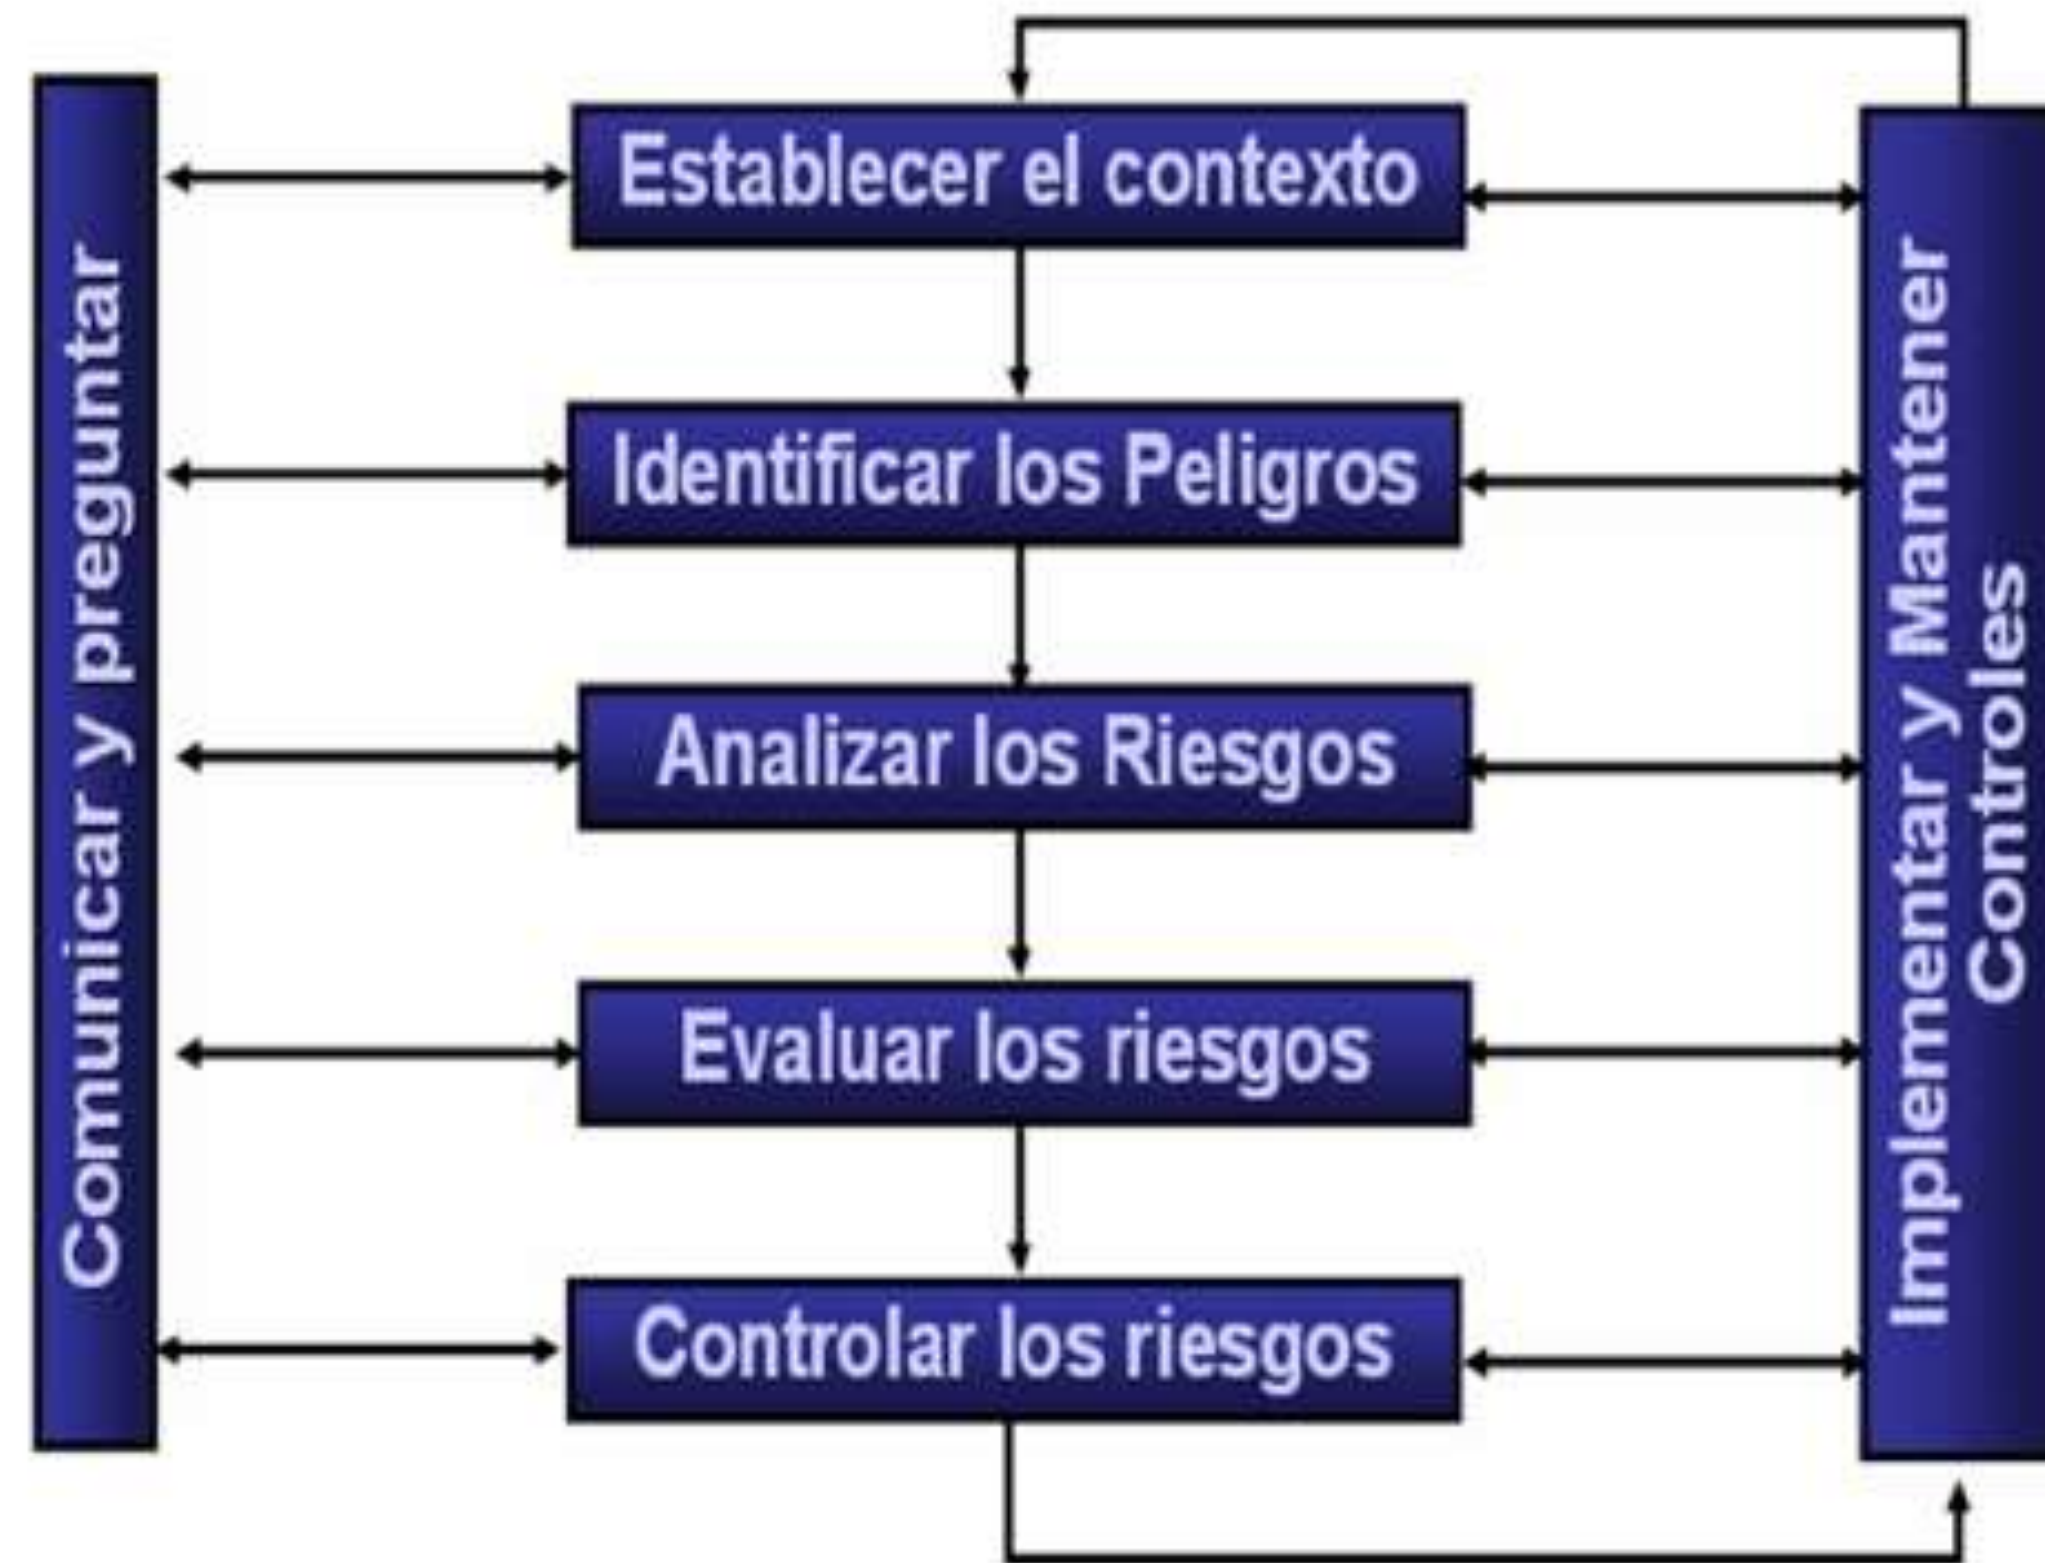 Comunicar y preguntar
Establecer el contexto
Identificar los Peligros
Analizar los Riesgos
Evaluar los riesgos
Controlar los riesgos
Implementar y Mantener
Controles